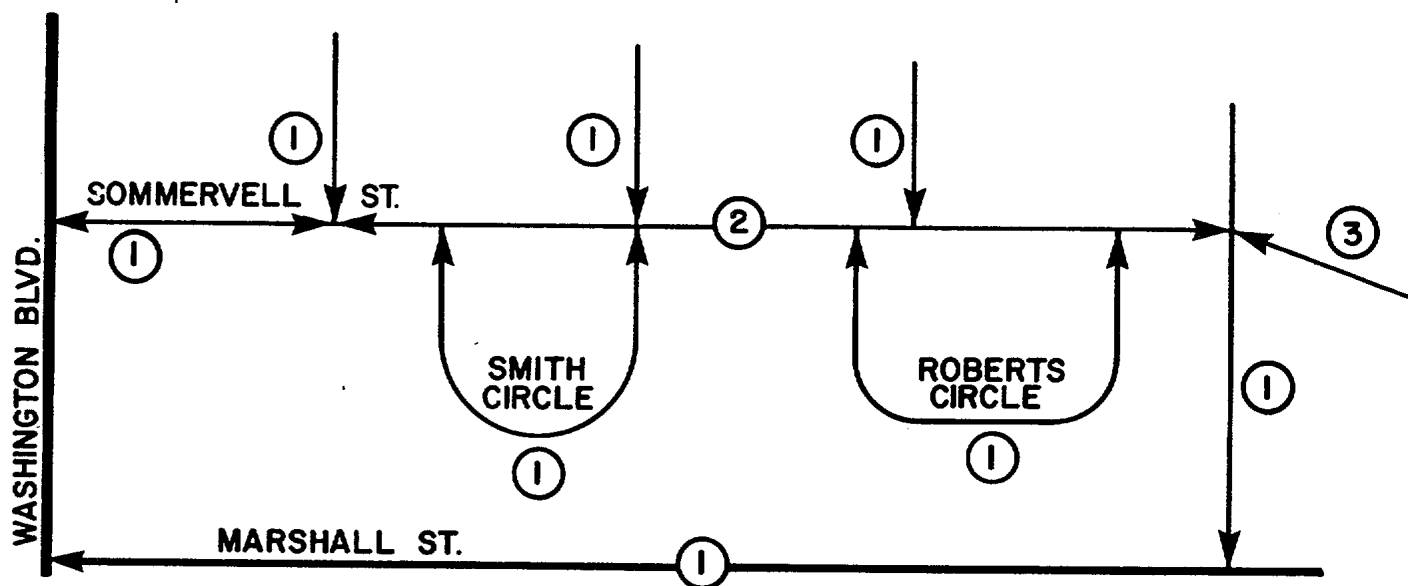 1
1
1
SOMMERVELL ST.
1
2
3
WASHINGTON BLVD.
SMITH
CIRCLE
ROBERTS
CIRCLE
1
1
1
MARSHALL ST.
1